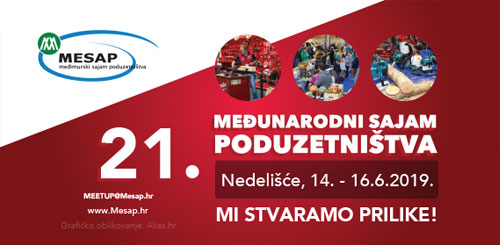 MESAP
međimurski sajam poduzetništva
21.
MEĐUNARODNI SAJAM
PODUZETNIŠTVA
Nedelišće, 14. - 16.6.2019.
MEETUP@Mesap.hr
www.Mesap.hr
MI STVARAMO PRILIKE!
Grafičko oblikovanje: Alias.hr